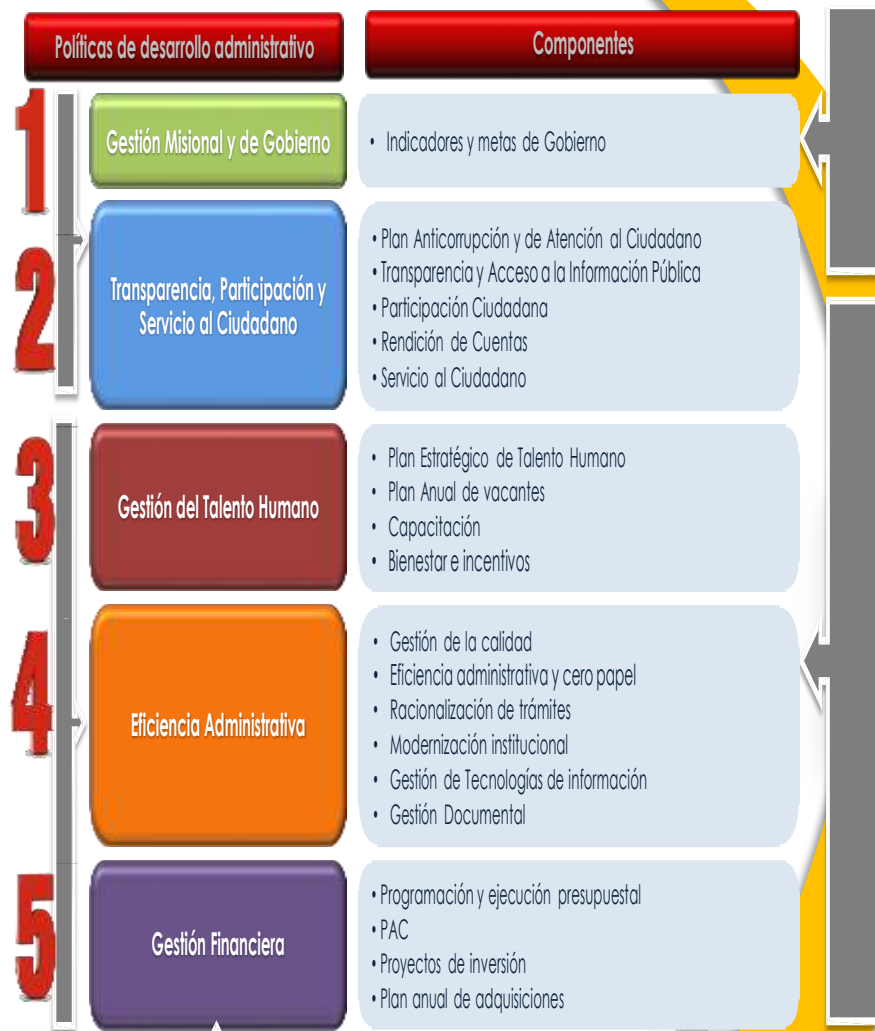 Políticas de desarrollo administrativo
Componentes
1
Gestión Misional y de Gobierno
• Indicadores y metas de Gobierno
2
Transparencia, Participación y
Servicio al Ciudadano
• Plan Anticorrupción y de Atención al Ciudadano
• Transparencia y Acceso a la Información Pública
• Participación Ciudadana
• Rendición de Cuentas
• Servicio al Ciudadano
3
Gestión del Talento Humano
• Plan Estratégico de Talento Humano
• Plan Anual de vacantes
• Capacitación
• Bienestar e incentivos
4
Eficiencia Administrativa
• Gestión de la calidad
• Eficiencia administrativa y cero papel
• Racionalización de trámites
• Modernización institucional
• Gestión de Tecnologías de información
• Gestión Documental
5
Gestión Financiera
• Programación y ejecución presupuestal
• PAC
• Proyectos de inversión
• Plan anual de adquisiciones